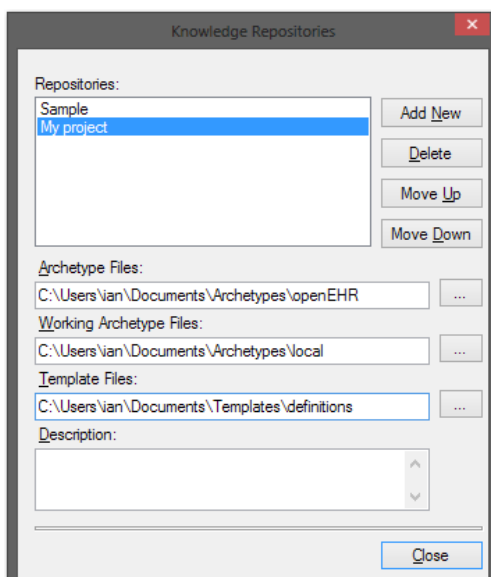 Knowledge Repositories
Repositories:
Sample
My project
Add New
Delete
Move Up
Move Down
Archetype Files:
C:\Users\ian\Documents\Archetypes\openEHR
...
Working Archetype Files:
C:\Users\ian\Documents\Archetypes\local
...
Template Files:
C:\Users\ian\Documents\Templates\definitions
...
Description:
Close